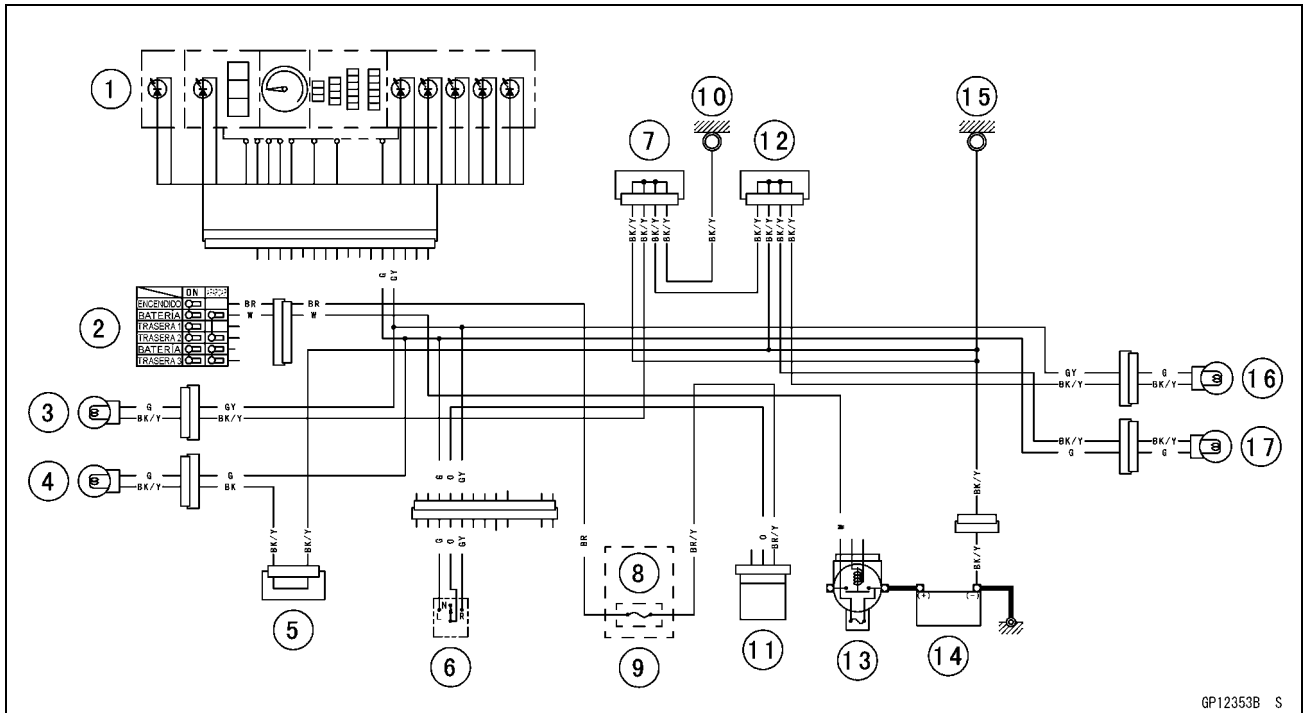 1
10
15
7
12
BK/Y
BK/Y
BK/Y
BK/Y
BK/Y
BK/Y
BK/Y
BK/Y
BK/Y
G
GY
2
ON
ENCENDIDO
BATERÍA
TRASERA 1
TRASERA 2
BATERÍA
TRASERA 3
BR
BR
W
W
3
G
GY
BK/Y
BK/Y
4
G
G
BK/Y
BK
GY
G
BK/Y
BK/Y
16
BK/Y
BK/Y
G
G
17
G
O
GY
BK/Y
BK/Y
BR
BR/Y
O
BR/Y
W
BK/Y
BK/Y
G
O
GY
8
N
L
R
(+)
(-)
5
6
9
11
13
14
GP12353B S